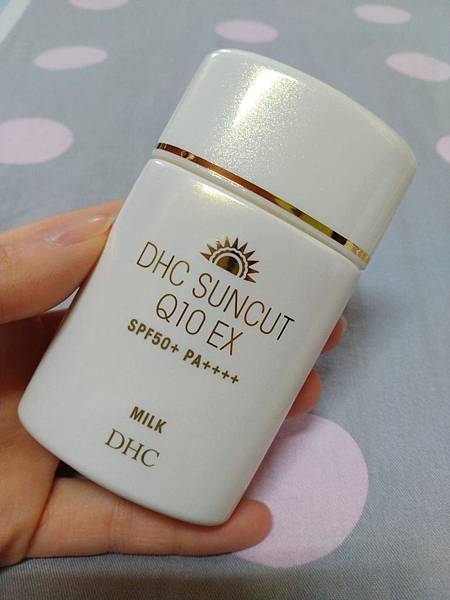 DHC SUNCUT
Q10 EX
SPF50+ PA++++
MILK
DHC